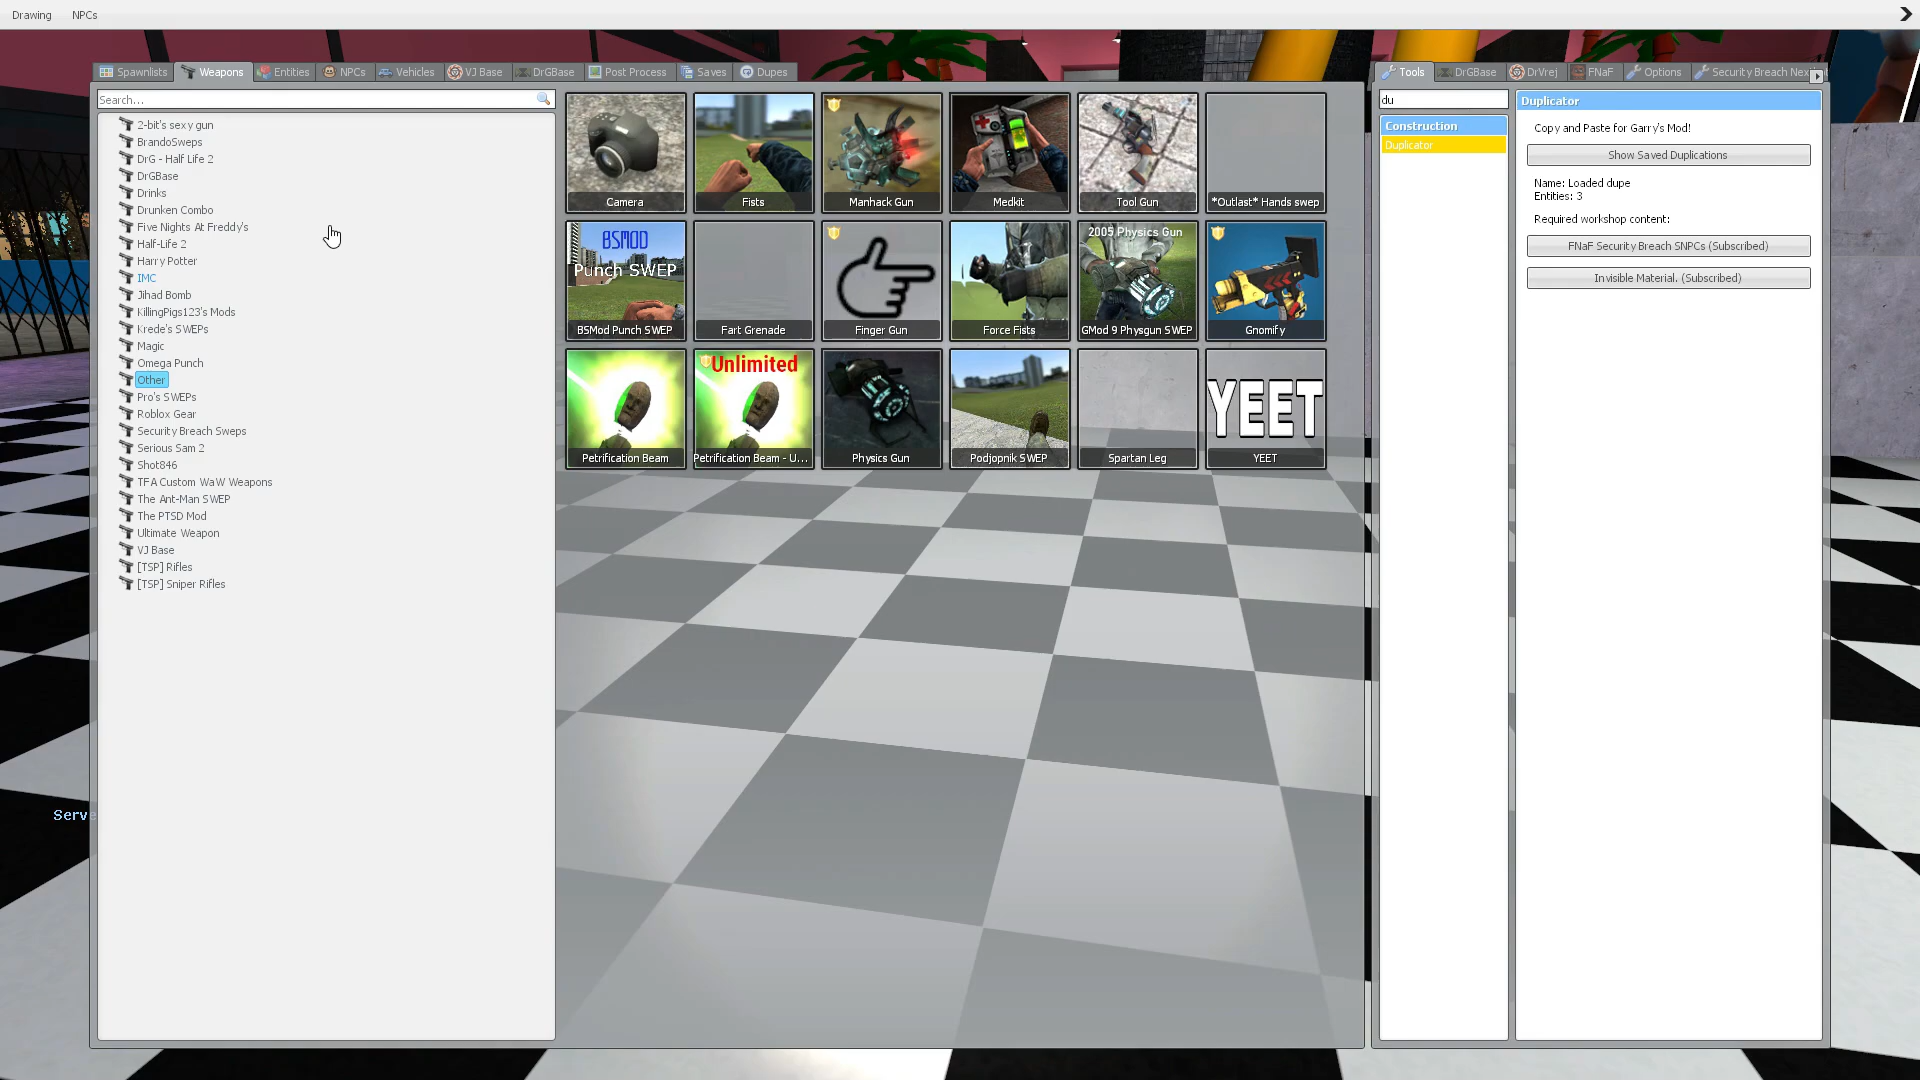 Drawing NPCs
Spawnlists Weapons Entities NPCs Vehicles VJ Base DrGBase Post Process Saves Dupes
Search...
2-bit's sexy gun
BrandoSweps
DrG - Half Life 2
DrGBase
Drinks
Drunken Combo
Five Nights At Freddy's
Half-Life 2
Harry Potter
IMC
Jihad Bomb
KillingPigs123's Mods
Krede's SWEPs
Magic
Omega Punch
Other
Pro's SWEPs
Roblox Gear
Security Breach Sweps
Serious Sam 2
Shot846
TFA Custom WaW Weapons
The Ant-Man SWEP
The PTSD Mod
Ultimate Weapon
VJ Base
[TSP] Rifles
[TSP] Sniper Rifles
Camera Fists Manhack Gun Medkit Tool Gun *Outlast* Hands swep
BSMOD
Punch SWEP
2005 Physics Gun
BSMod Punch SWEP Fart Grenade Finger Gun Force Fists GMod 9 Physgun SWEP Gnomify
Unlimited
YEET
Petrification Beam Petrification Beam - U... Physics Gun Podjopnik SWEP Spartan Leg YEET
Tools DrGBase DrVrej FNaF Options Security Breach Nex
du
Construction
Duplicator
Duplicator
Copy and Paste for Garry's Mod!
Show Saved Duplications
Name: Loaded dupe
Entities: 3
Required workshop content:
FNaF Security Breach SNPCs (Subscribed)
Invisible Material. (Subscribed)
Serve